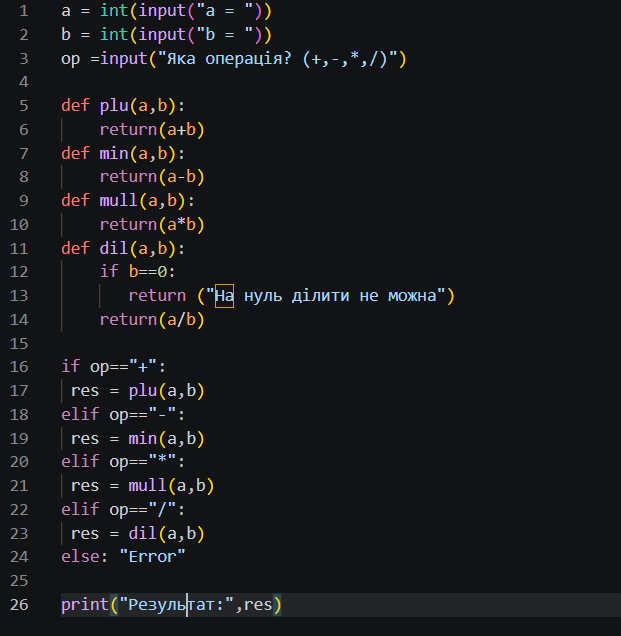 1 a = int(input("a = "))
2 b = int(input("b = "))
3 op =input("Яка операція? (+,-,*,/)")
4
5 def plu(a,b):
6     return(a+b)
7 def min(a,b):
8     return(a-b)
9 def mull(a,b):
10     return(a*b)
11 def dil(a,b):
12     if b==0:
13        return ("На нуль ділити не можна")
14     return(a/b)
15
16 if op=="+":
17  res = plu(a,b)
18 elif op=="-":
19  res = min(a,b)
20 elif op=="*":
21  res = mull(a,b)
22 elif op=="/":
23  res = dil(a,b)
24 else: "Error"
25
26 print("Результат:",res)